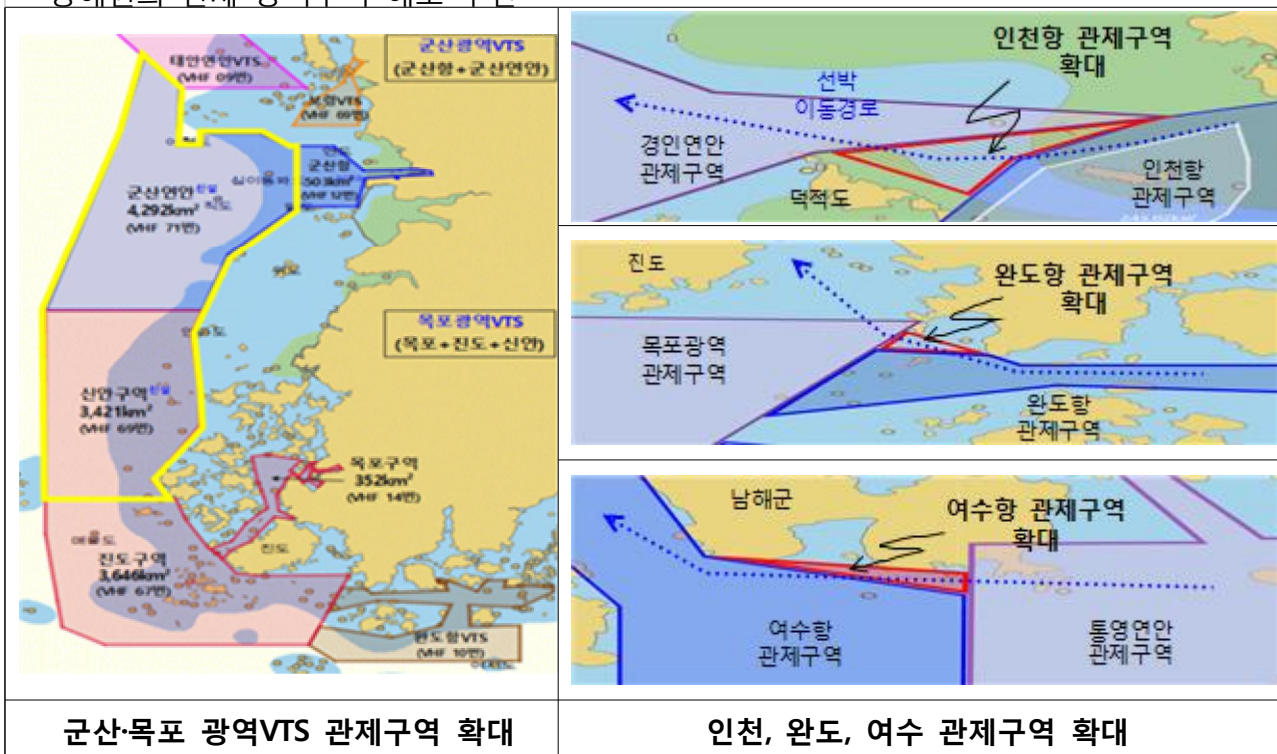 군산광역VTS
(군산항+군산연안)
태안연안VTS
(VHF 09번)
보령VTS
(VHF 69번)
군산항
503km²
(VHF 12번)
군산연안신설
4,292km²
(VHF 71번)
목포광역VTS
(목포+진도+신안)
신안구역신설
3,421km²
(VHF 69번)
목포구역
352km²
(VHF 14번)
진도
진도구역
3,646km²
(VHF 67번)
완도항VTS
(VHF 10번)
인천항 관제구역
확대
선박
이동경로
경인연안
관제구역
덕적도
인천항
관제구역
진도
완도항 관제구역
확대
목포광역
관제구역
완도항
관제구역
남해군
여수항 관제구역
확대
여수항
관제구역
통영연안
관제구역
군산·목포 광역VTS 관제구역 확대
인천, 완도, 여수 관제구역 확대